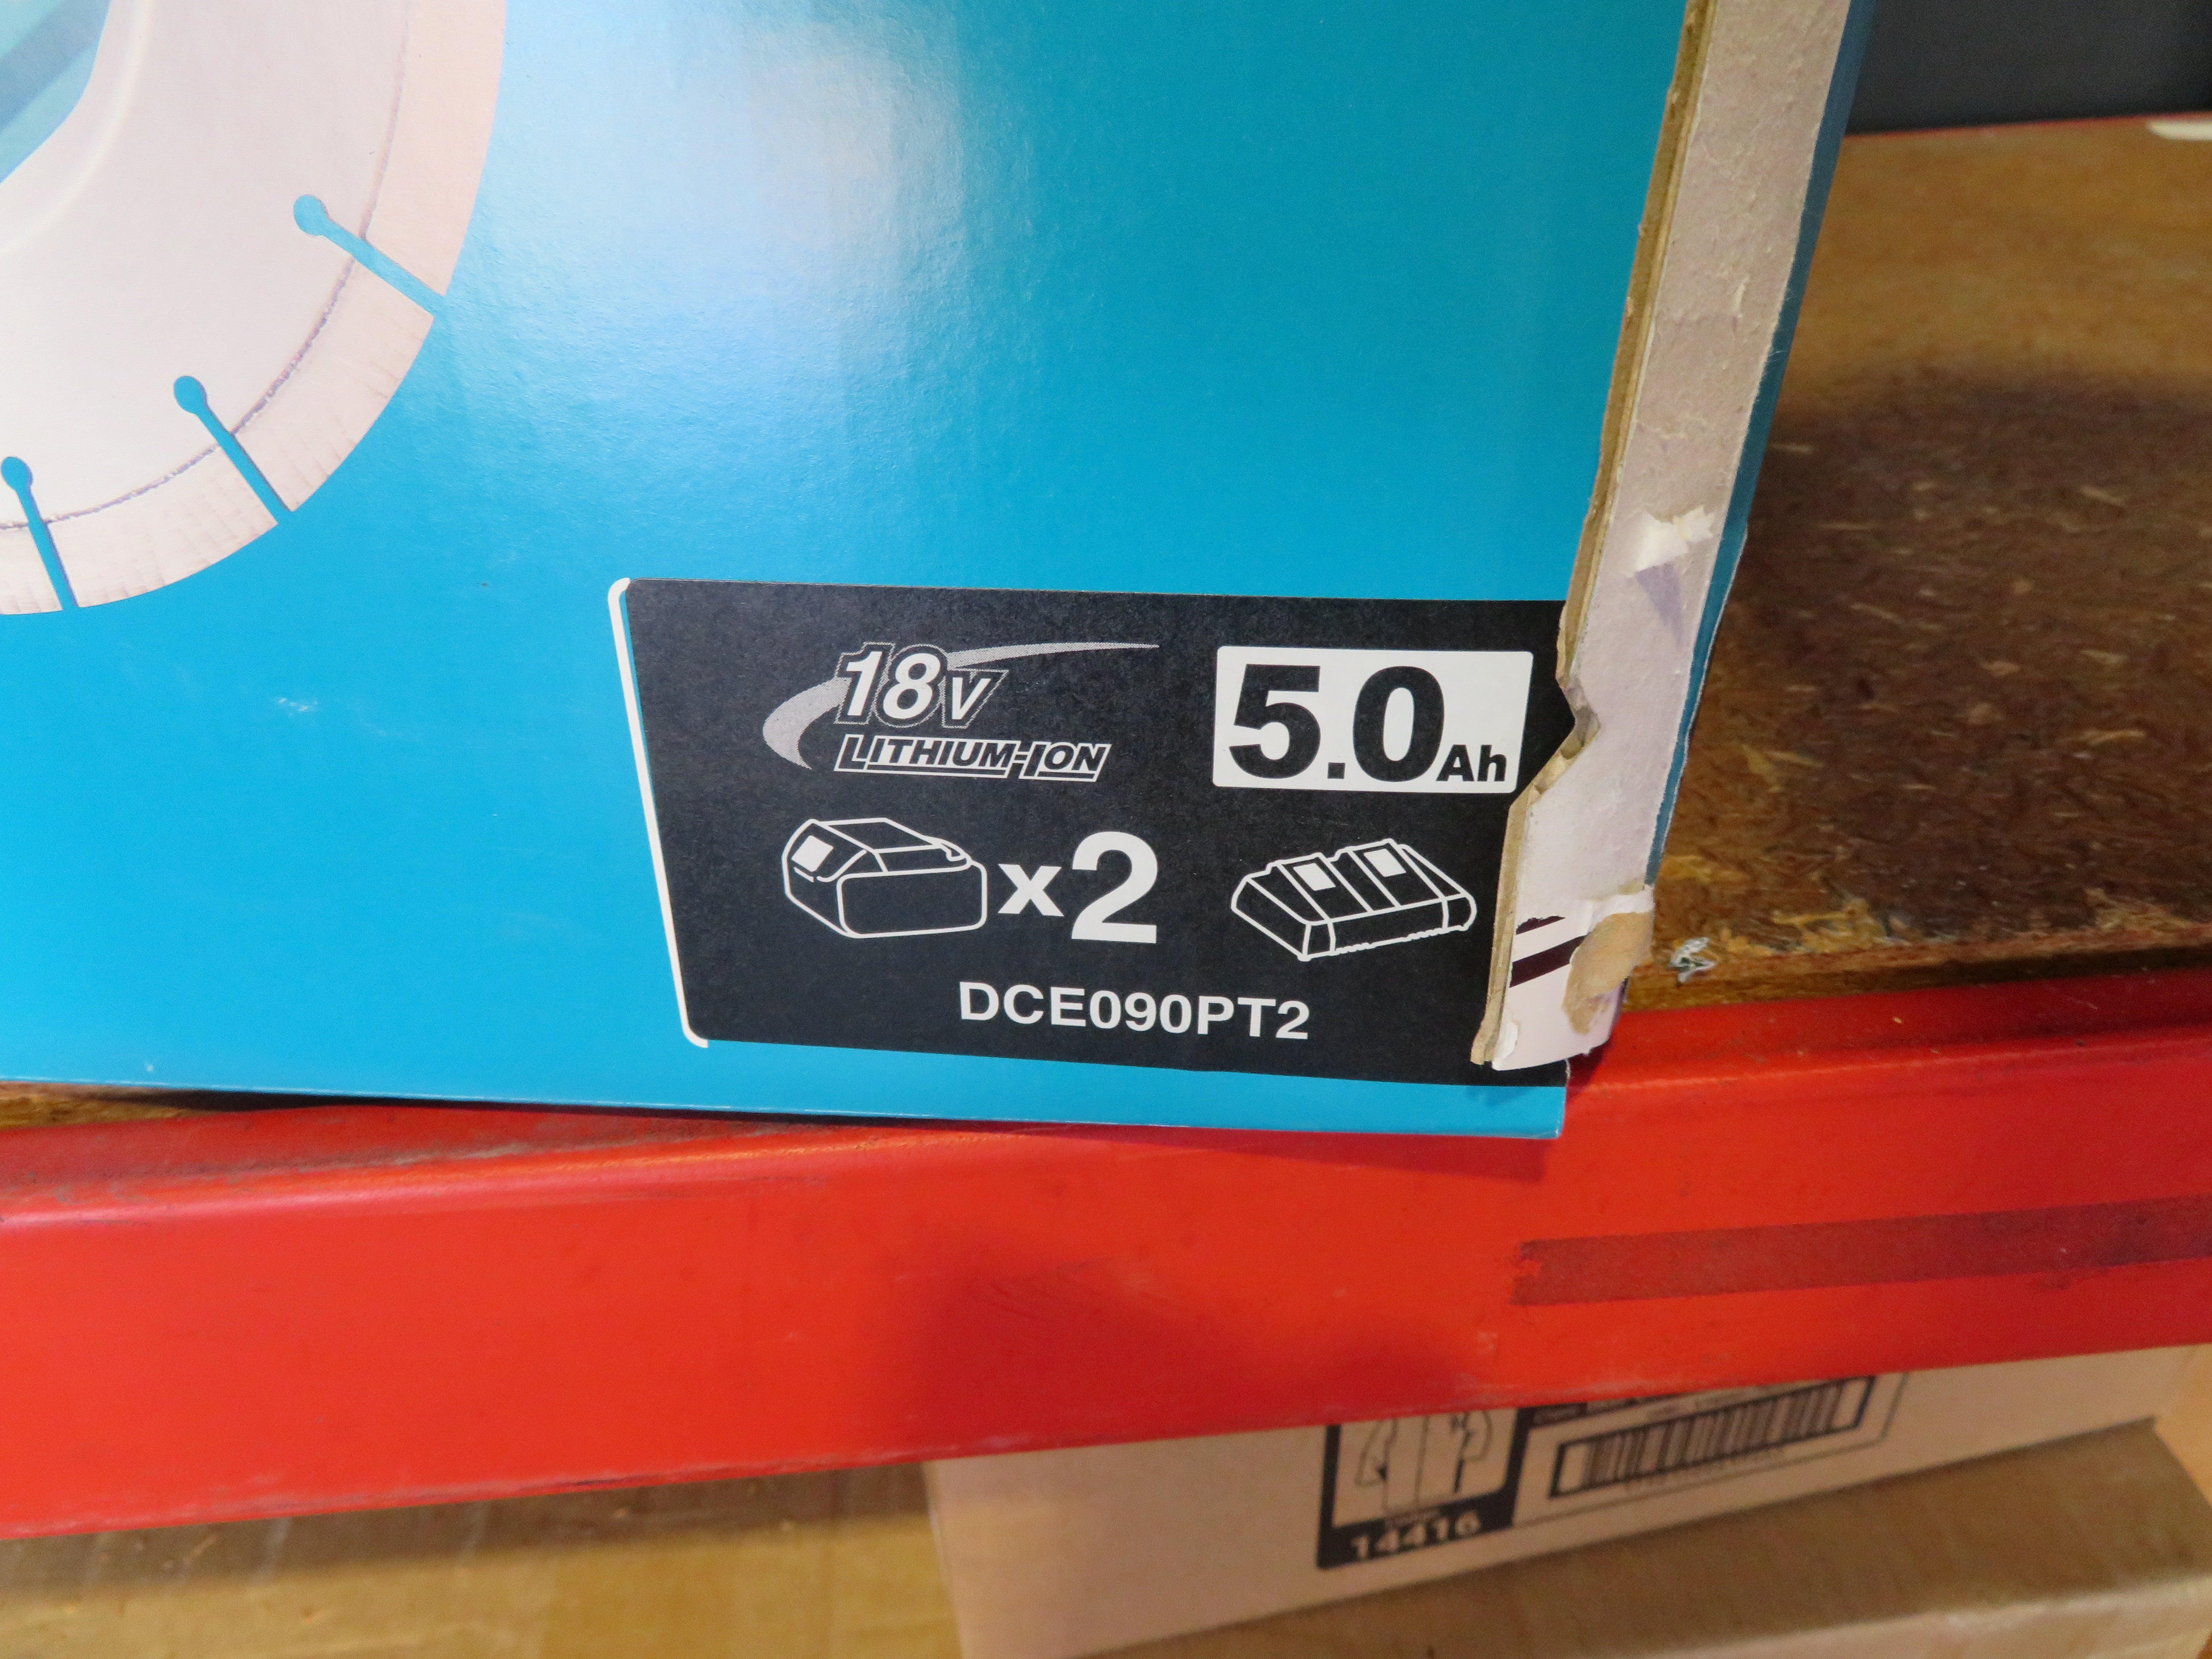 18V
LITHIUM-ION
5.0Ah
x2
DCE090PT2
14416